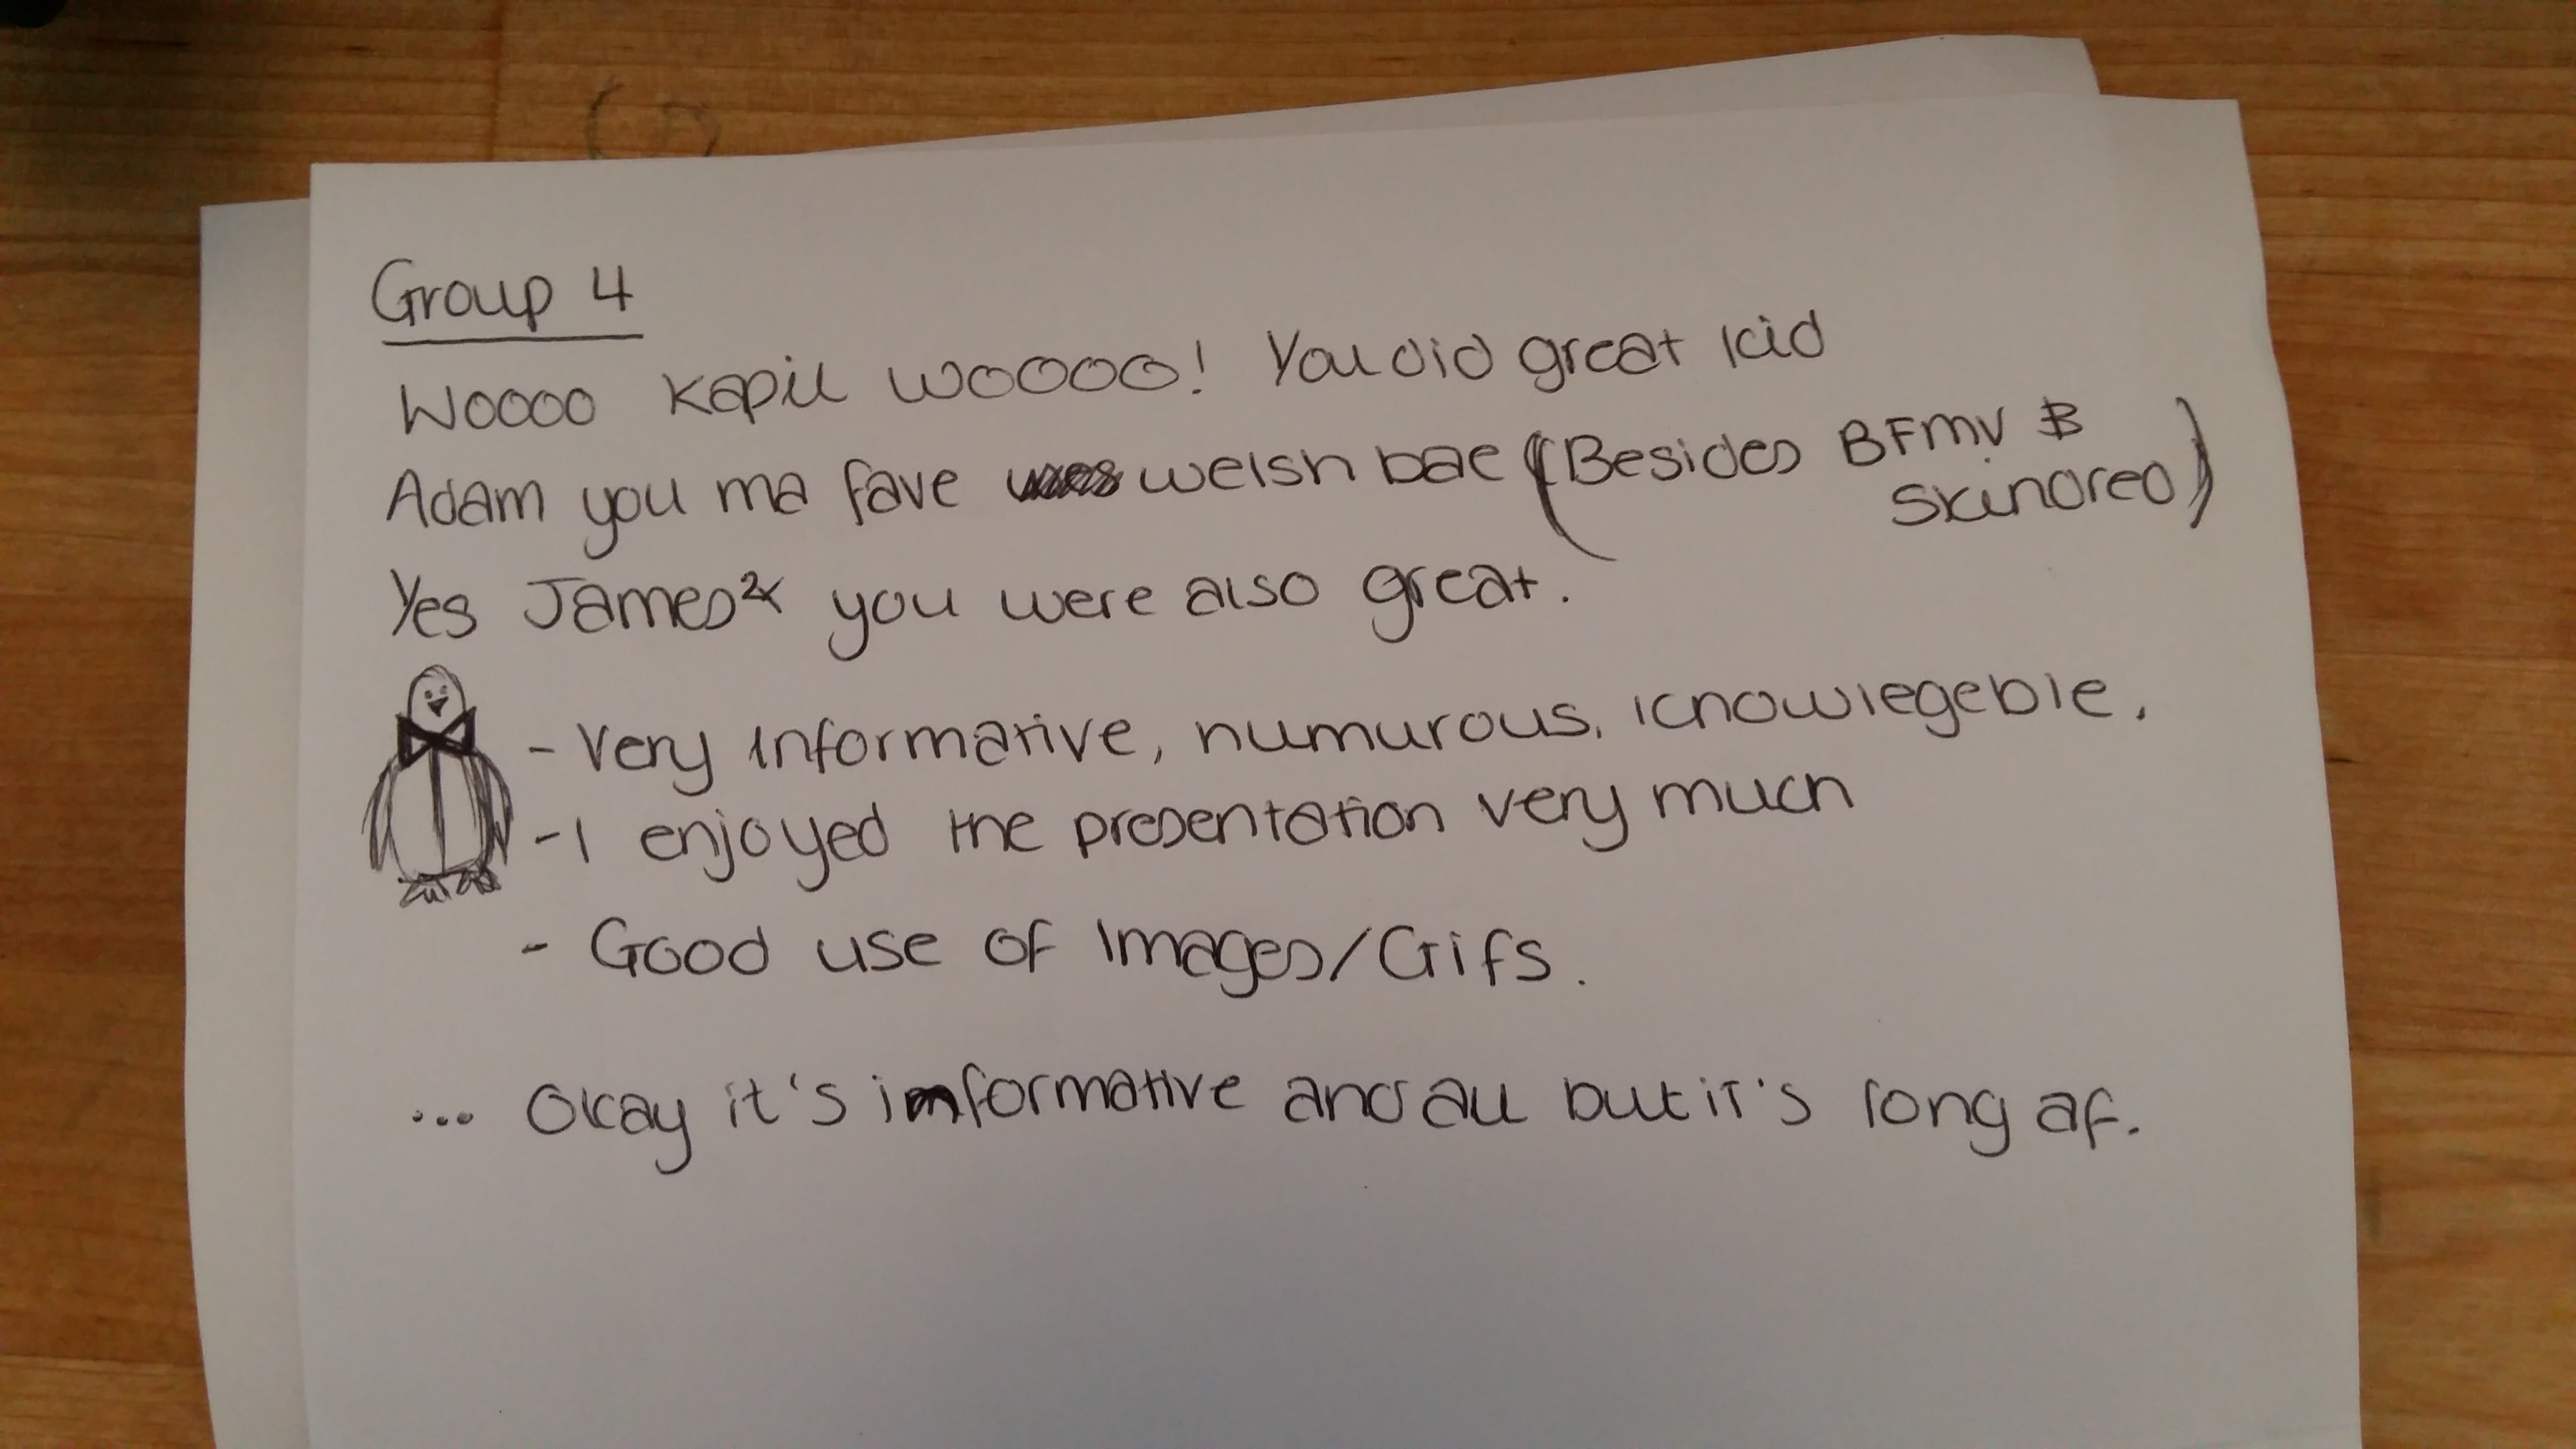 Group 4
Woooo Kapil woooo! You did great kid
Adam you ma fave welsh bae (Besides BFMV &
skindred)
Yes James you were also great.
- Very informative, numurous, knowlegeble.
- I enjoyed the presentation very much
- Good use of Images/Gifs.
... Okay it's informative and all but it's long af.